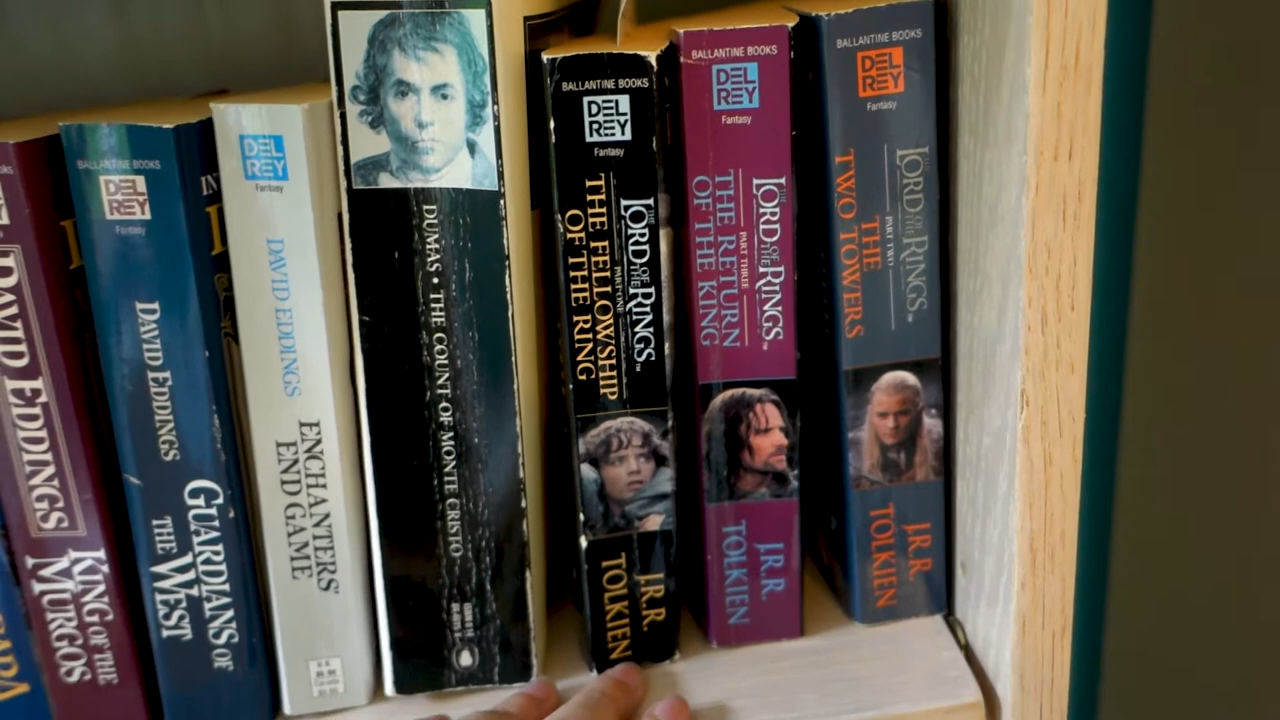 DAVID EDDINGS
KING OF THE
MURGOS
BALLANTINE BOOKS
DEL
REY
Fantasy
DAVID EDDINGS
GUARDIANS OF
THE WEST
DEL
REY
Fantasy
DAVID EDDINGS
ENCHANTERS'
END GAME
DUMAS • THE COUNT OF MONTE CRISTO
BALLANTINE BOOKS
DEL
REY
Fantasy
THE LORD OF THE RINGS™
PART ONE
THE FELLOWSHIP
OF THE RING
J.R.R.
TOLKIEN
BALLANTINE BOOKS
DEL
REY
Fantasy
THE LORD OF THE RINGS™
PART THREE
THE RETURN
OF THE KING
J.R.R.
TOLKIEN
BALLANTINE BOOKS
DEL
REY
Fantasy
THE LORD OF THE RINGS™
PART TWO
THE
TWO TOWERS
J.R.R.
TOLKIEN